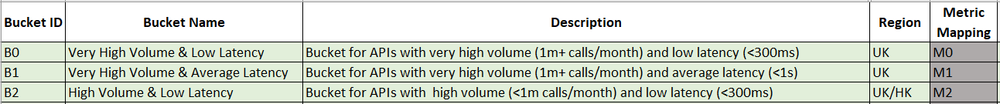 Bucket ID Bucket Name Description Region Metric Mapping
B0 Very High Volume & Low Latency Bucket for APIs with very high volume (1m+ calls/month) and low latency (<300ms) UK M0
B1 Very High Volume & Average Latency Bucket for APIs with very high volume (1m+ calls/month) and average latency (<1s) UK M1
B2 High Volume & Low Latency Bucket for APIs with  high volume (<1m calls/month) and low latency (<300ms) UK/HK M2